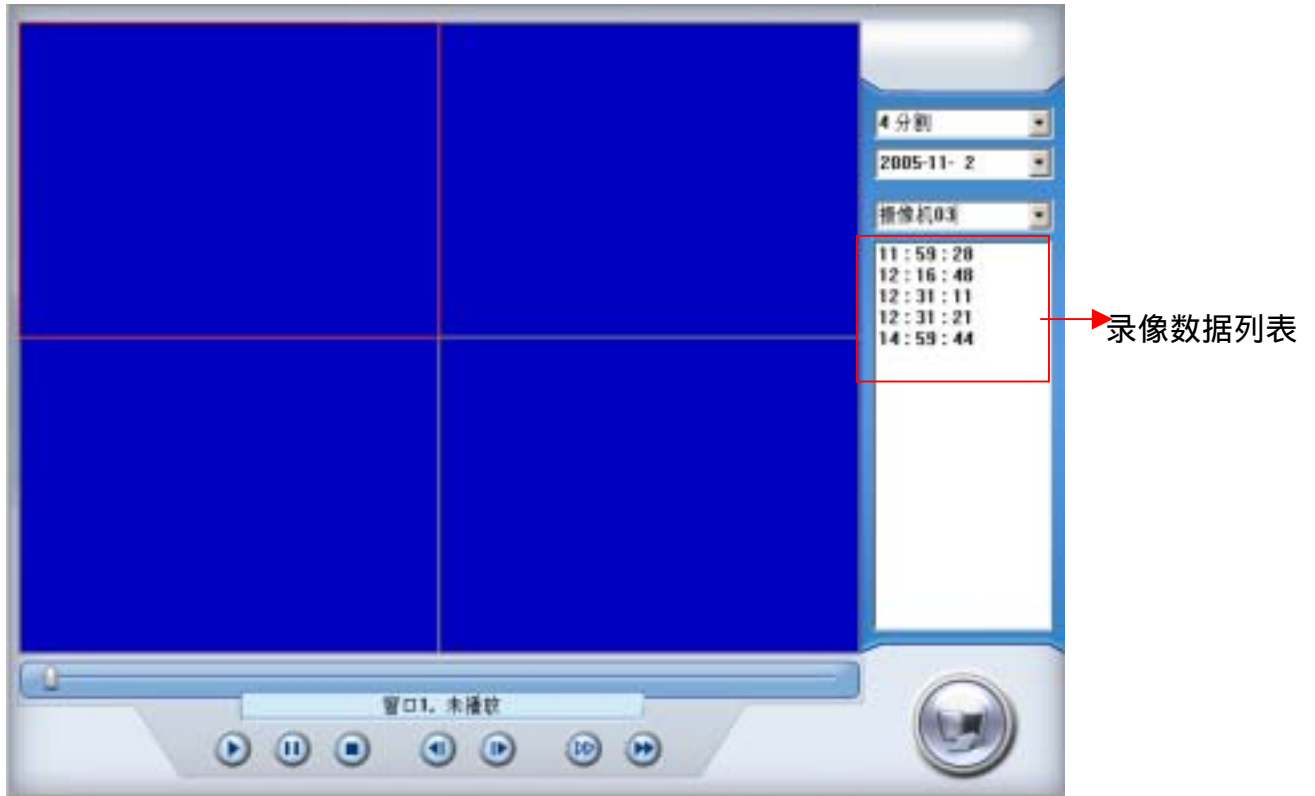 4 分割
2005-11- 2
摄像机03
11 : 59 : 28
12 : 16 : 48
12 : 31 : 11
12 : 31 : 21
14 : 59 : 44
录像数据列表
窗口1, 未播放